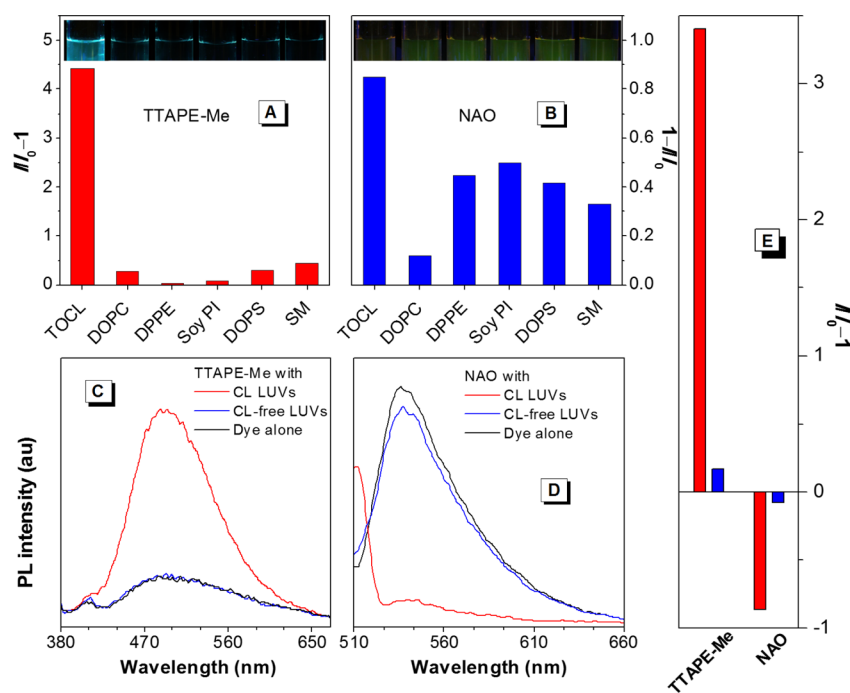 5
4
3
2
1
0
I/I0–1
TTAPE-Me
A
TOCL
DOPC
DPPE
Soy PI
DOPS
SM
NAO
B
1.0
0.8
0.6
0.4
0.2
0.0
1–I/I0
TOCL
DOPC
DPPE
Soy PI
DOPS
SM
E
3
2
1
0
-1
I/I0–1
TTAPE-Me
NAO
PL intensity (au)
C
TTAPE-Me with
CL LUVs
CL-free LUVs
Dye alone
380
470
560
650
Wavelength (nm)
NAO with
CL LUVs
CL-free LUVs
Dye alone
D
510
560
610
660
Wavelength (nm)